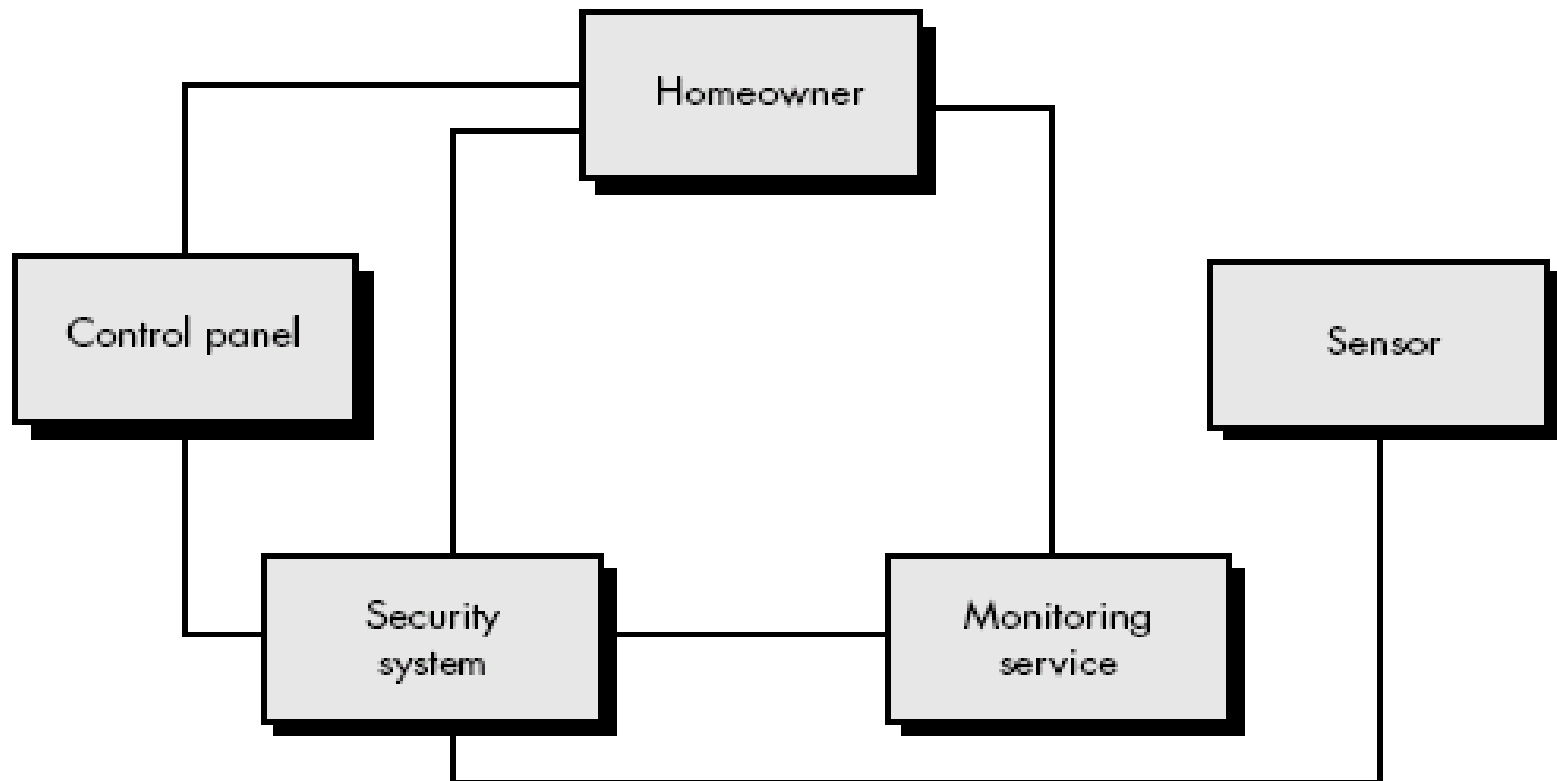 Homeowner
Control panel
Sensor
Security
system
Monitoring
service